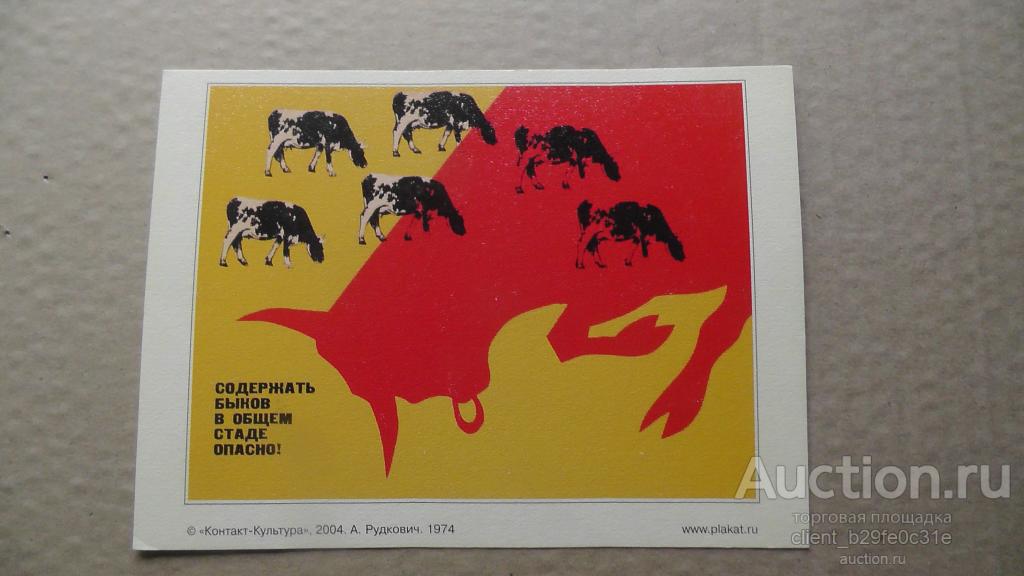 СОДЕРЖАТЬ
БЫКОВ
В ОБЩЕМ
СТАДЕ
ОПАСНО!
© «Контакт-Культура», 2004. А. Рудкович. 1974
www.plakat.ru
Auction.ru
торговая площадка
client_b29fe0c31e
auction.ru